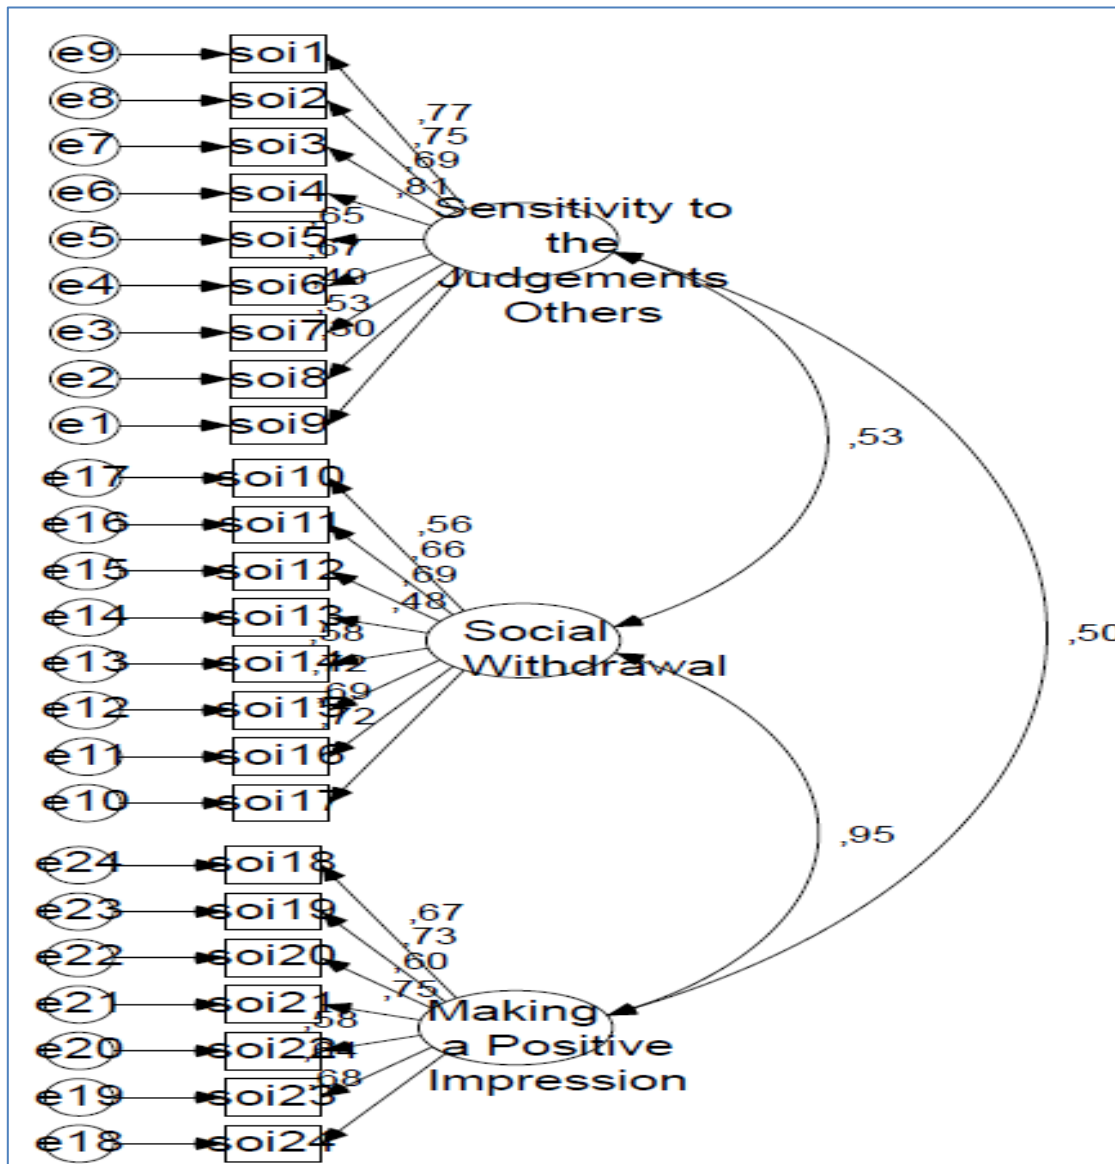 e9 soi1
e8 soi2
,77
e7 soi3
,75
,69
e6 soi4
,81
Sensitivity to
the
Judgements
Others
,65
e5 soi5
,67
e4 soi6
,49
e3 soi7
,53
e2 soi8
e1 soi9
,53
e17 soi10
e16 soi11
,56
,66
e15 soi12
,69
,48
e14 soi13
,58
Social
Withdrawal
,50
e13 soi14
e12 soi15
,69
e11 soi16
,72
e10 soi17
,95
e24 soi18
e23 soi19
,67
,73
e22 soi20
,60
e21 soi21
,75
Making
a Positive
Impression
,58
e20 soi22
e19 soi23
,68
e18 soi24